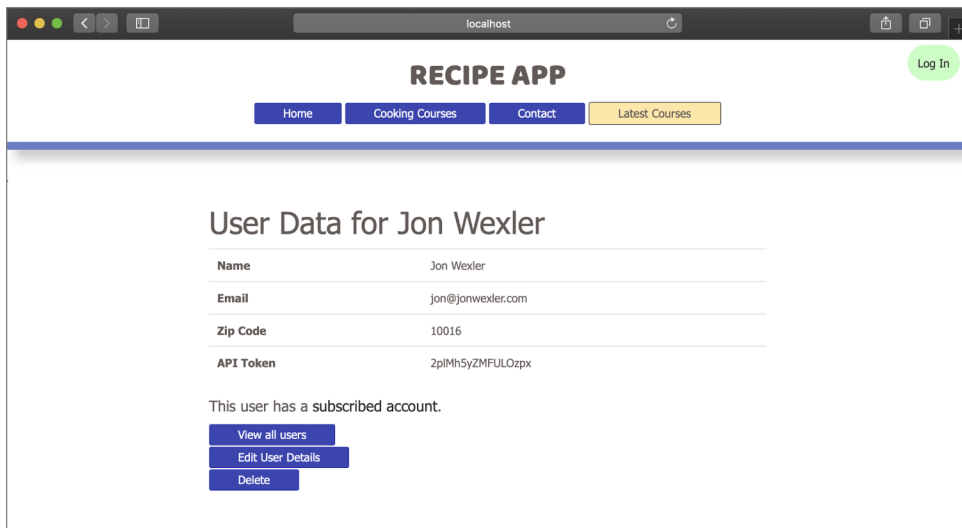 localhost
Log In
RECIPE APP
Home Cooking Courses Contact Latest Courses
User Data for Jon Wexler
Name Jon Wexler
Email jon@jonwexler.com
Zip Code 10016
API Token 2plMh5yZMFULOzpx
This user has a subscribed account.
View all users
Edit User Details
Delete